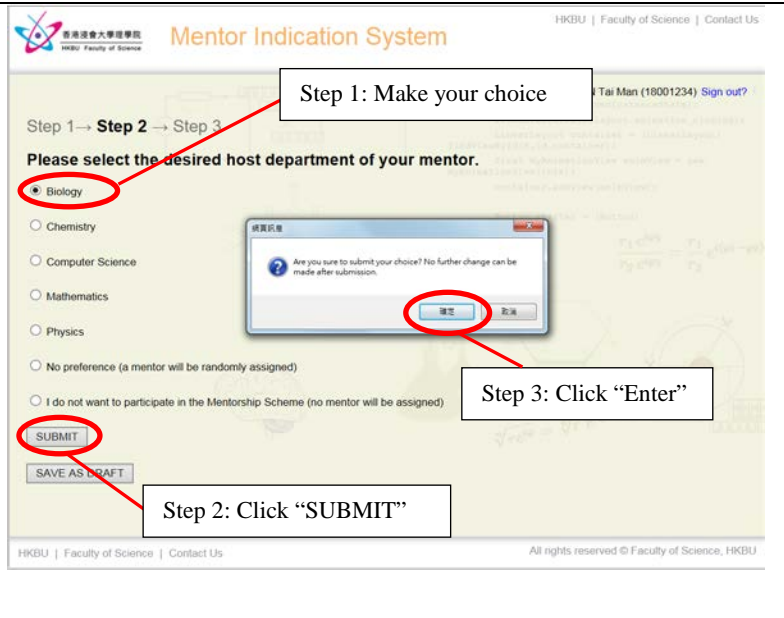 HKBU | Faculty of Science | Contact Us
香港浸會大學理學院
HKBU Faculty of Science
Mentor Indication System
Tai Man (18001234) Sign out?
Step 1: Make your choice
Step 1→ Step 2 → Step 3
Please select the desired host department of your mentor.
Biology
Chemistry
Computer Science
Mathematics
Physics
No preference (a mentor will be randomly assigned)
I do not want to participate in the Mentorship Scheme (no mentor will be assigned)
網頁訊息
Are you sure to submit your choice? No further change can be
made after submission.
確定
取消
Step 3: Click “Enter”
SUBMIT
SAVE AS DRAFT
Step 2: Click “SUBMIT”
HKBU | Faculty of Science | Contact Us
All rights reserved © Faculty of Science, HKBU